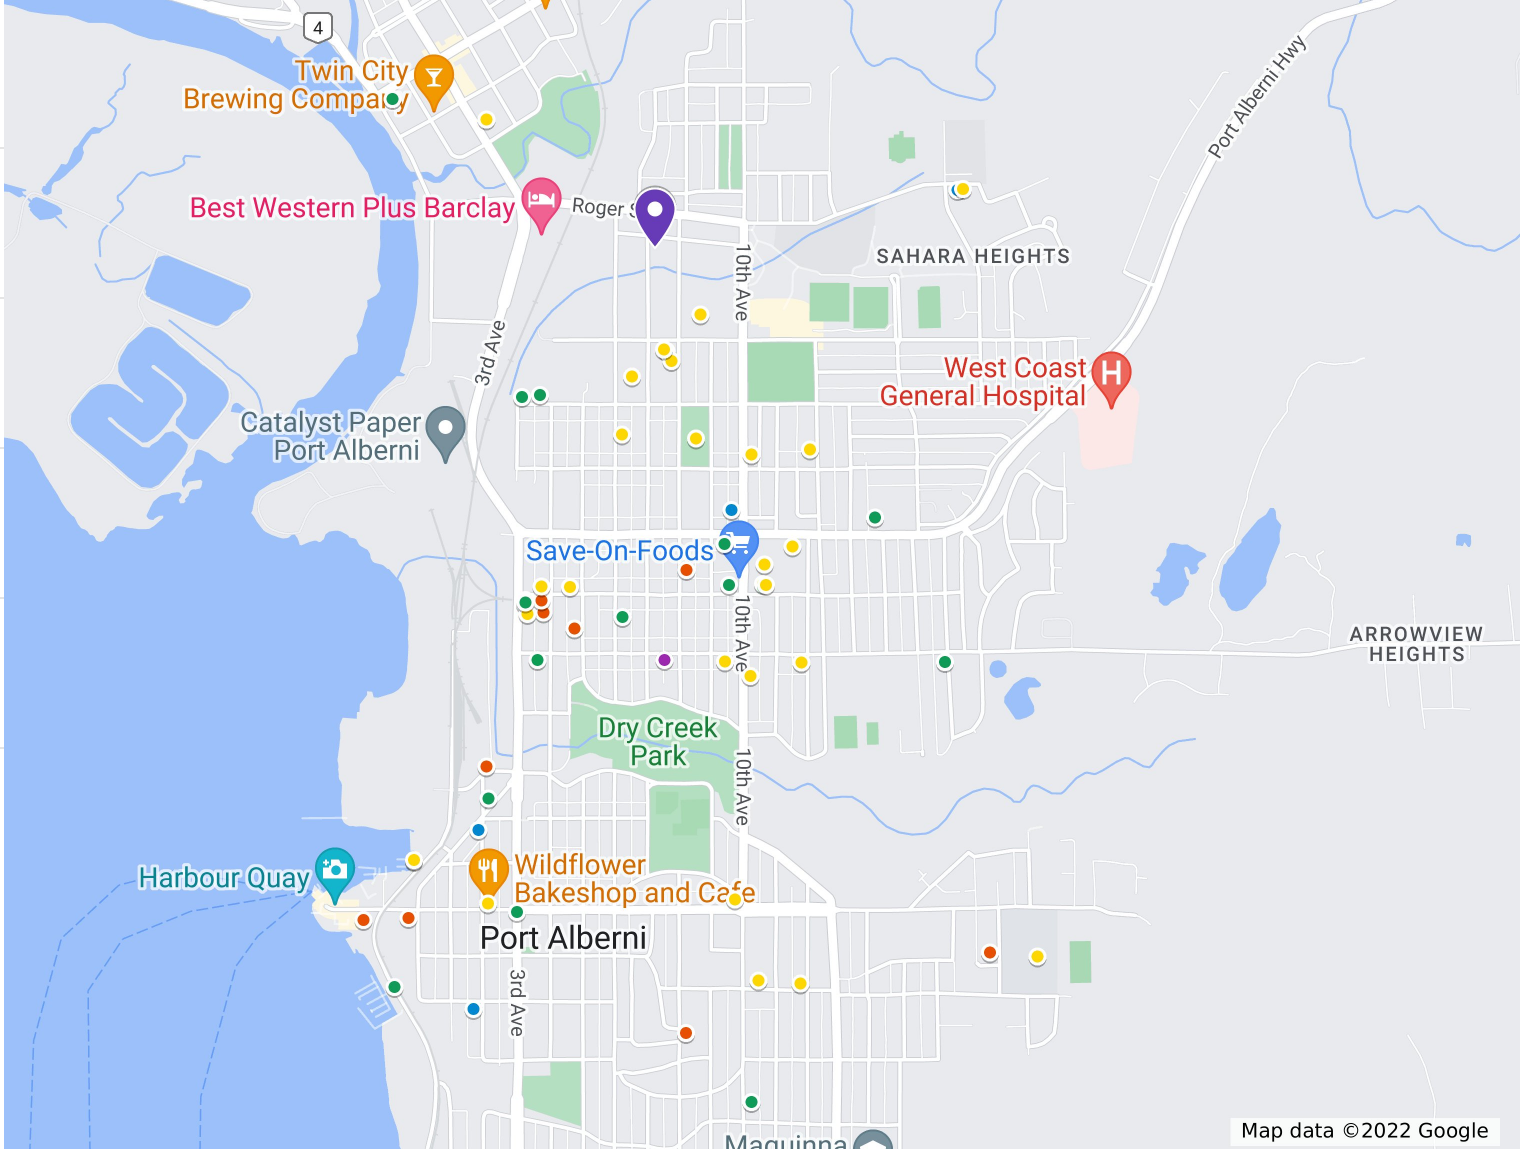 4
Twin City
Brewing Company
Port Alberni Hwy
Best Western Plus Barclay
Roger S
10th Ave
SAHARA HEIGHTS
3rd Ave
West Coast
General Hospital
H
Catalyst Paper
Port Alberni
Save-On-Foods
10th Ave
ARROWVIEW
HEIGHTS
Dry Creek
Park
10th Ave
Harbour Quay
Wildflower
Bakeshop and Cafe
Port Alberni
3rd Ave
Maquinna
Map data ©2022 Google